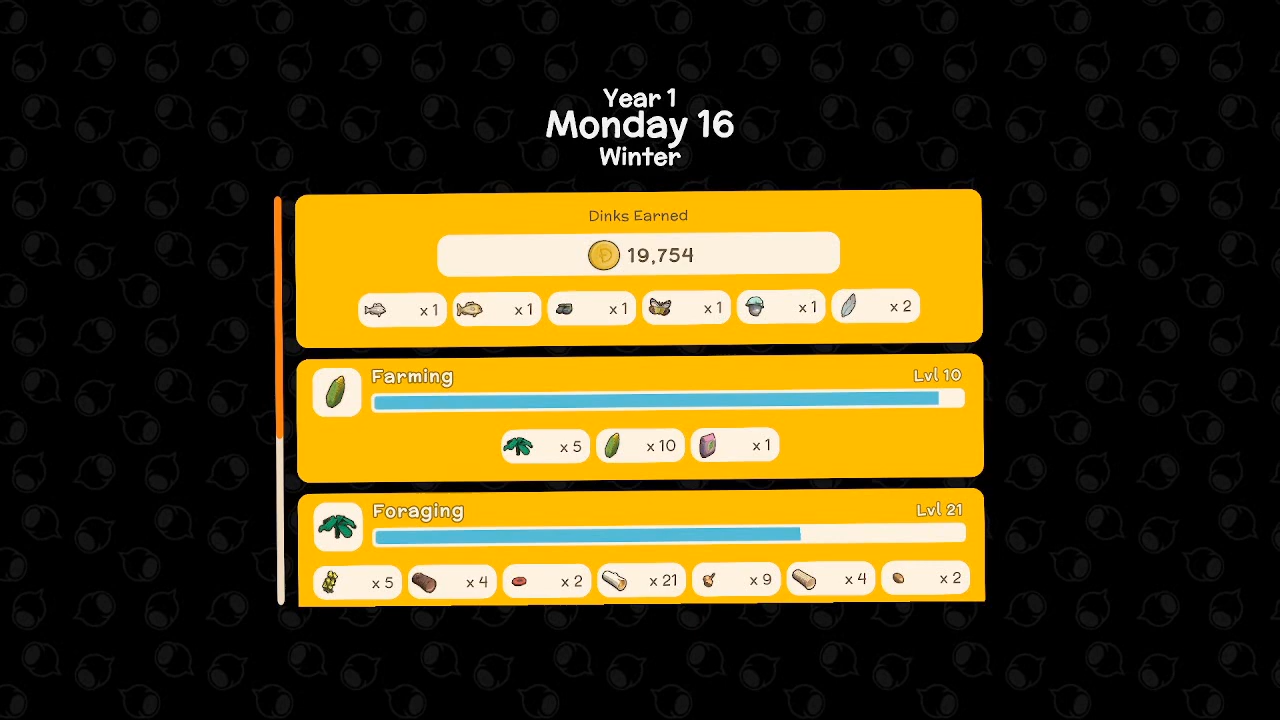 Year 1
Monday 16
Winter
Dinks Earned
19,754
x 1 x 1 x 1 x 1 x 1 x 2
Farming Lvl 10
x 5 x 10 x 1
Foraging Lvl 21
x 5 x 4 x 2 x 21 x 9 x 4 x 2